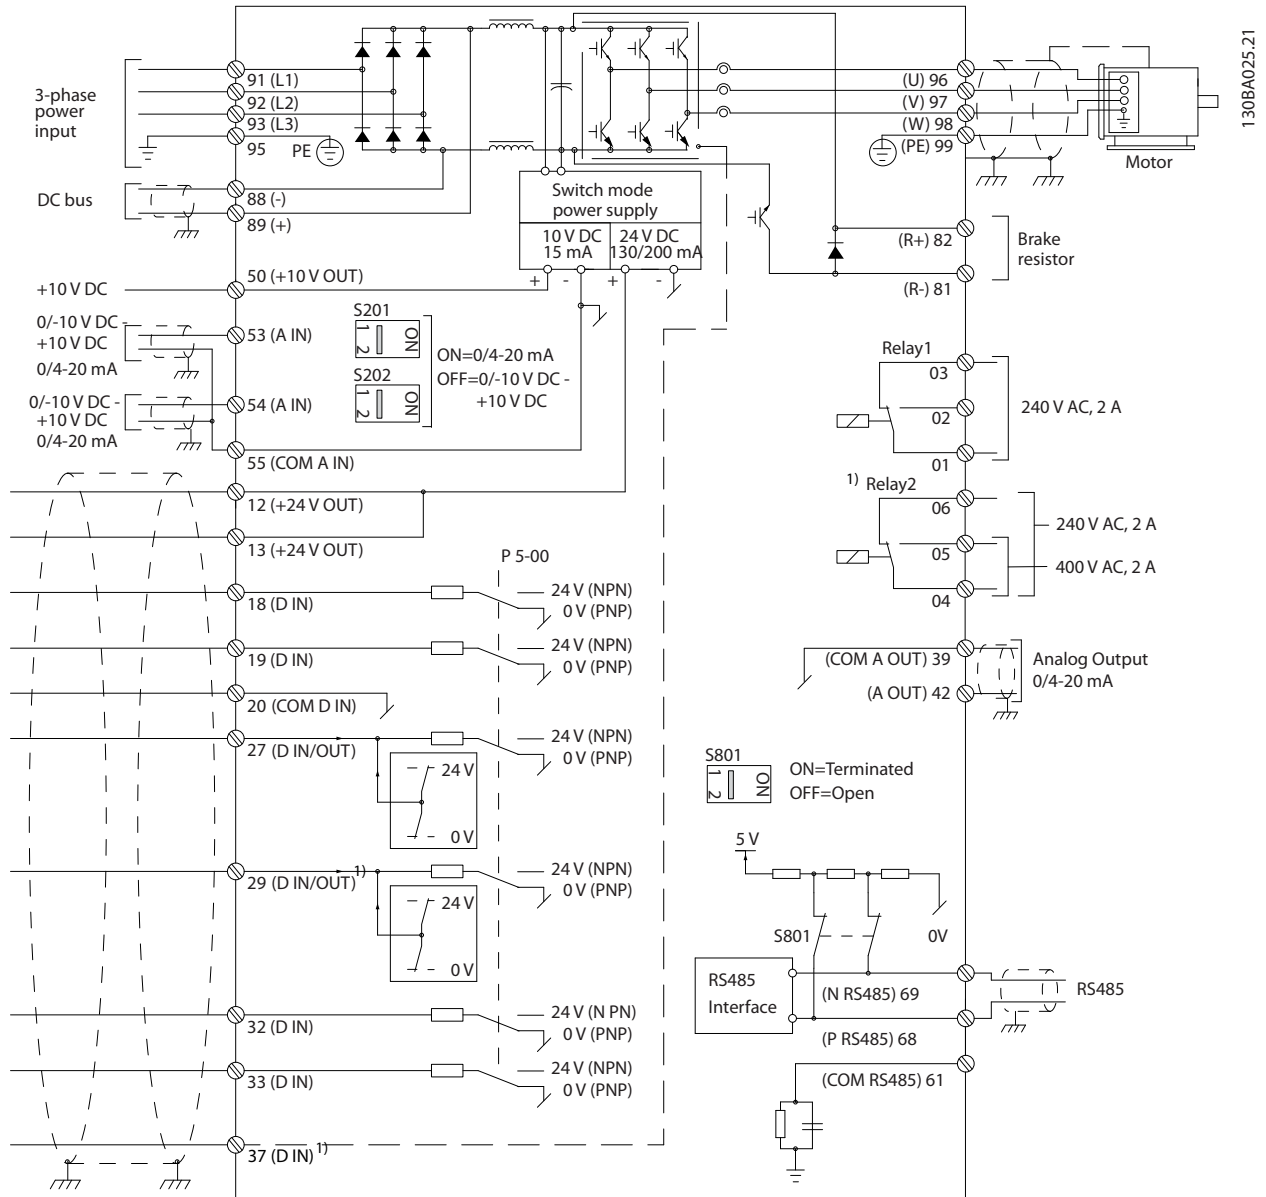 3-phase
power
input
91 (L1)
92 (L2)
93 (L3)
95
PE
DC bus
88 (-)
89 (+)
+10 V DC
50 (+10 V OUT)
0/-10 V DC -
+10 V DC
0/4-20 mA
53 (A IN)
0/-10 V DC -
+10 V DC
0/4-20 mA
54 (A IN)
55 (COM A IN)
12 (+24 V OUT)
13 (+24 V OUT)
18 (D IN)
19 (D IN)
20 (COM D IN)
27 (D IN/OUT)
29 (D IN/OUT) 1)
32 (D IN)
33 (D IN)
37 (D IN) 1)
Switch mode
power supply
10 V DC
15 mA
24 V DC
130/200 mA
+ - + -
S201
1 2 ON
S202
1 2 ON
ON=0/4-20 mA
OFF=0/-10 V DC -
+10 V DC
P 5-00
24 V (NPN)
0 V (PNP)
24 V (NPN)
0 V (PNP)
24 V (NPN)
0 V (PNP)
24 V
0 V
24 V (NPN)
0 V (PNP)
24 V
0 V
24 V (N PN)
0 V (PNP)
24 V (NPN)
0 V (PNP)
(U) 96
(V) 97
(W) 98
(PE) 99
Motor
130BA025.21
(R+) 82
(R-) 81
Brake
resistor
Relay1
03
02
01
240 V AC, 2 A
1) Relay2
06
05
04
240 V AC, 2 A
400 V AC, 2 A
(COM A OUT) 39
(A OUT) 42
Analog Output
0/4-20 mA
S801
1 2 ON
ON=Terminated
OFF=Open
5 V
S801
0V
RS485
Interface
(N RS485) 69
(P RS485) 68
(COM RS485) 61
RS485